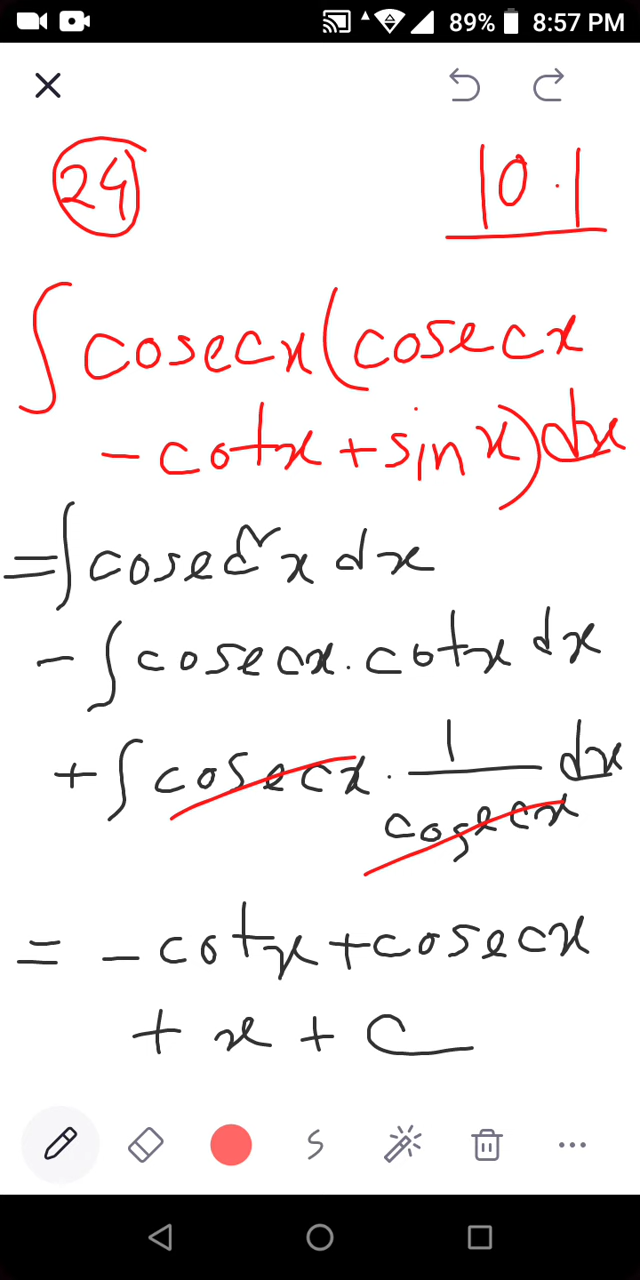 89% 8:57 PM
24 10.1
∫cosecx(cosecx
-cotx+sinx)dx
=∫cosec²x dx
-∫cosecx.cotx dx
+∫cosecx. 1/cosecx dx
= -cotx+cosecx
+ x + C